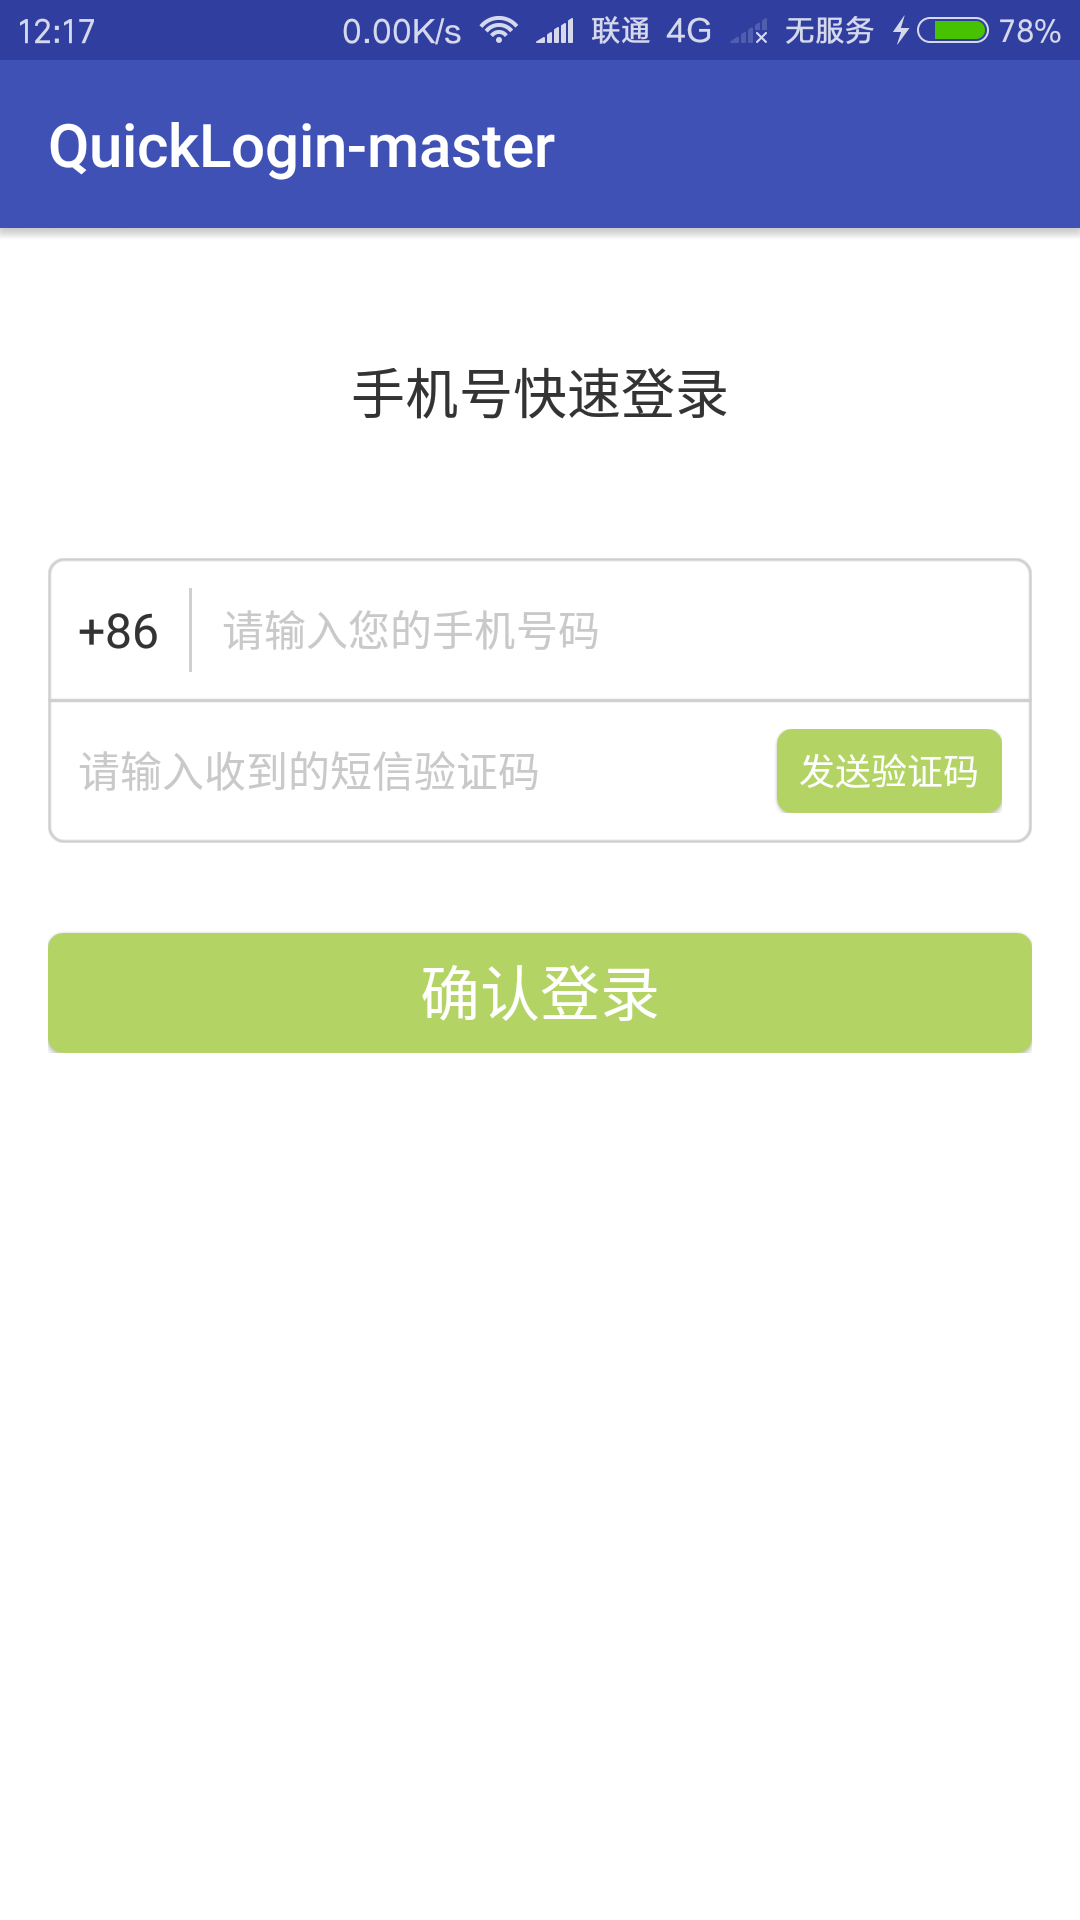 12:17 0.00K/s 联通 4G 无服务 78%
QuickLogin-master
手机号快速登录
+86 请输入您的手机号码
请输入收到的短信验证码 发送验证码
确认登录